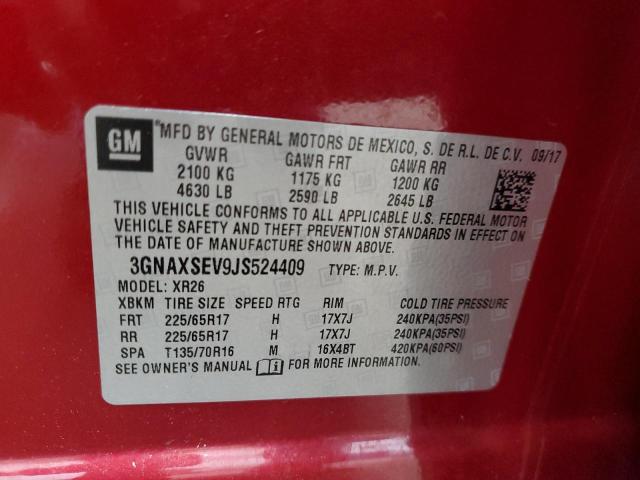 GM *MFD BY GENERAL MOTORS DE MEXICO, S. DE R.L. DE C.V. 09/17
GVWR GAWR FRT GAWR RR
2100 KG 1175 KG 1200 KG
4630 LB 2590 LB 2645 LB
THIS VEHICLE CONFORMS TO ALL APPLICABLE U.S. FEDERAL MOTOR
VEHICLE SAFETY AND THEFT PREVENTION STANDARDS IN EFFECT ON
THE DATE OF MANUFACTURE SHOWN ABOVE.
3GNAXSEV9JS524409 TYPE: M.P.V.
MODEL: XR26
XBKM TIRE SIZE SPEED RTG RIM COLD TIRE PRESSURE
FRT 225/65R17 H 17X7J 240KPA(35PSI)
RR 225/65R17 H 17X7J 240KPA(35PSI)
SPA T135/70R16 M 16X4BT 420KPA(60PSI)
SEE OWNER'S MANUAL FOR MORE INFORMATION.